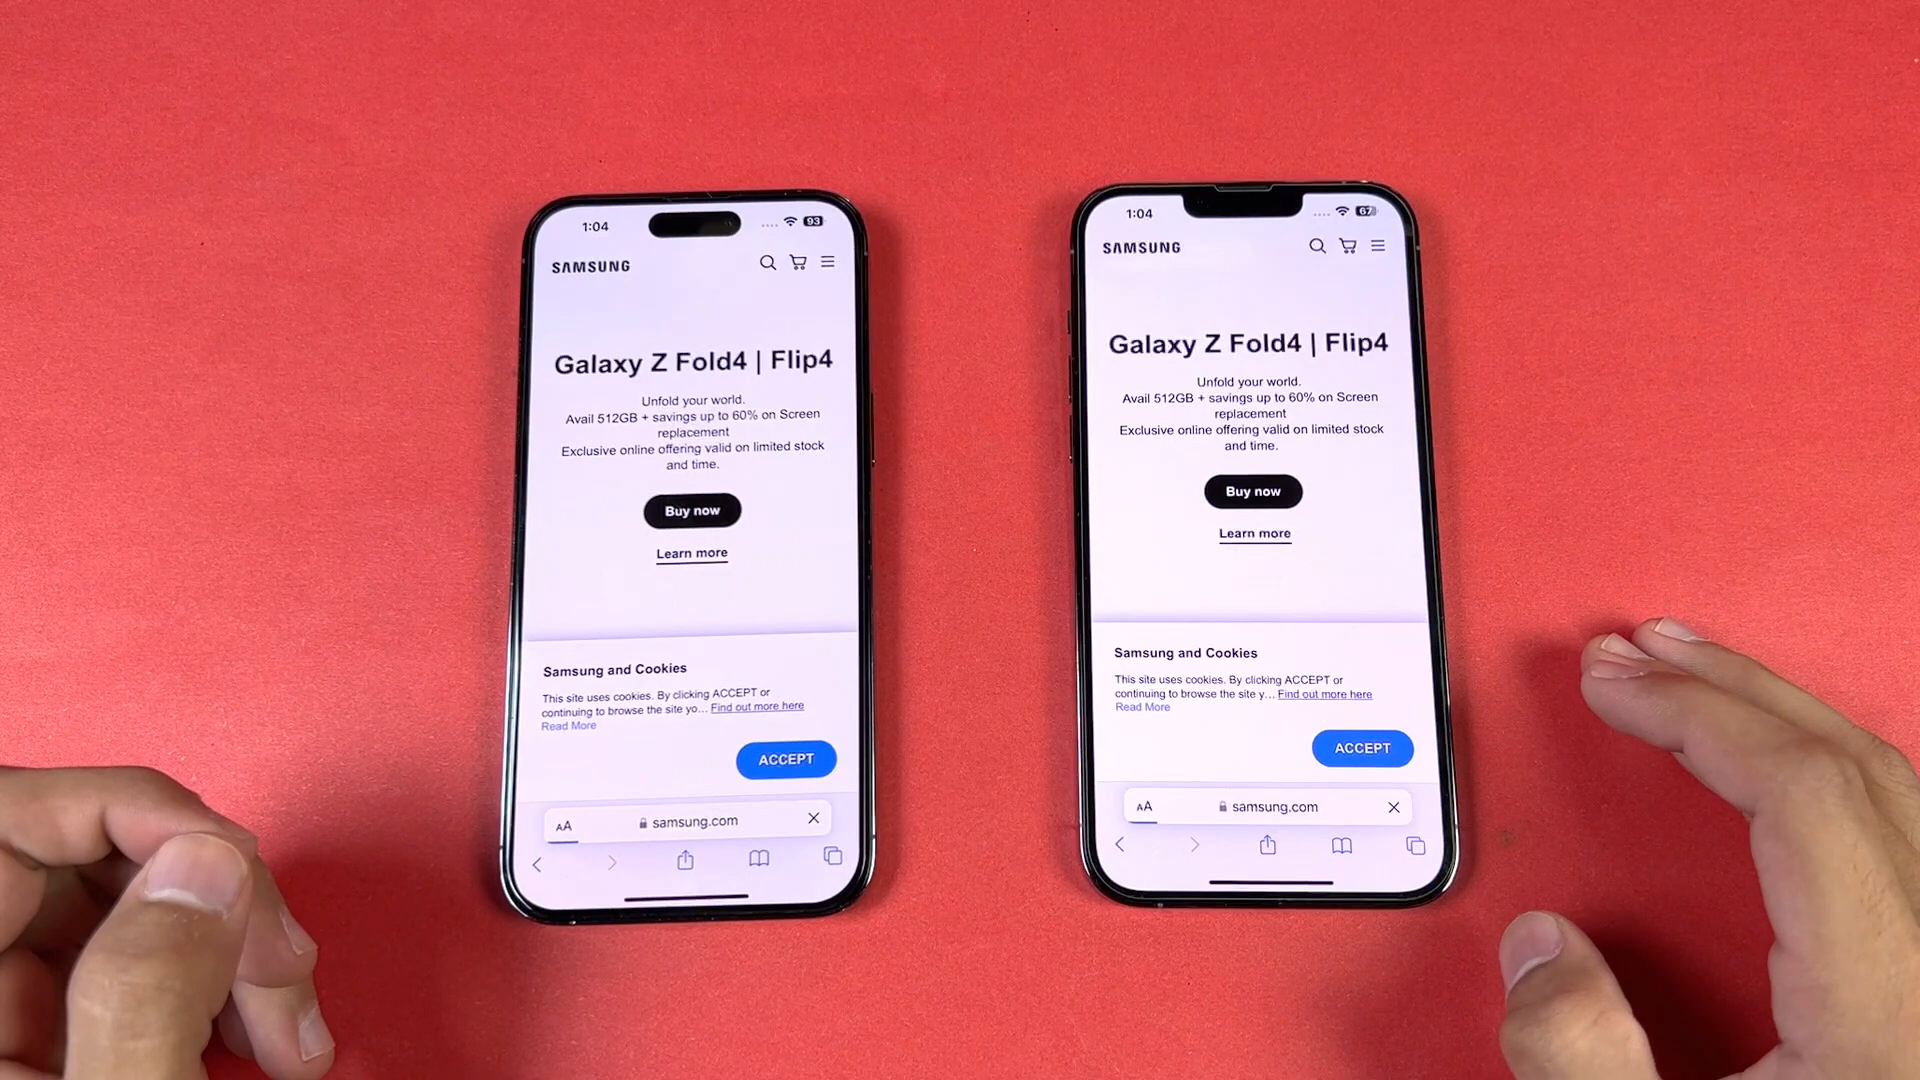 1:04
93
SAMSUNG
Galaxy Z Fold4 | Flip4
Unfold your world.
Avail 512GB + savings up to 60% on Screen
replacement
Exclusive online offering valid on limited stock
and time.
Buy now
Learn more
Samsung and Cookies
This site uses cookies. By clicking ACCEPT or
continuing to browse the site yo... Find out more here
Read More
ACCEPT
AA samsung.com
1:04
67
SAMSUNG
Galaxy Z Fold4 | Flip4
Unfold your world.
Avail 512GB + savings up to 60% on Screen
replacement
Exclusive online offering valid on limited stock
and time.
Buy now
Learn more
Samsung and Cookies
This site uses cookies. By clicking ACCEPT or
continuing to browse the site y... Find out more here
Read More
ACCEPT
AA samsung.com